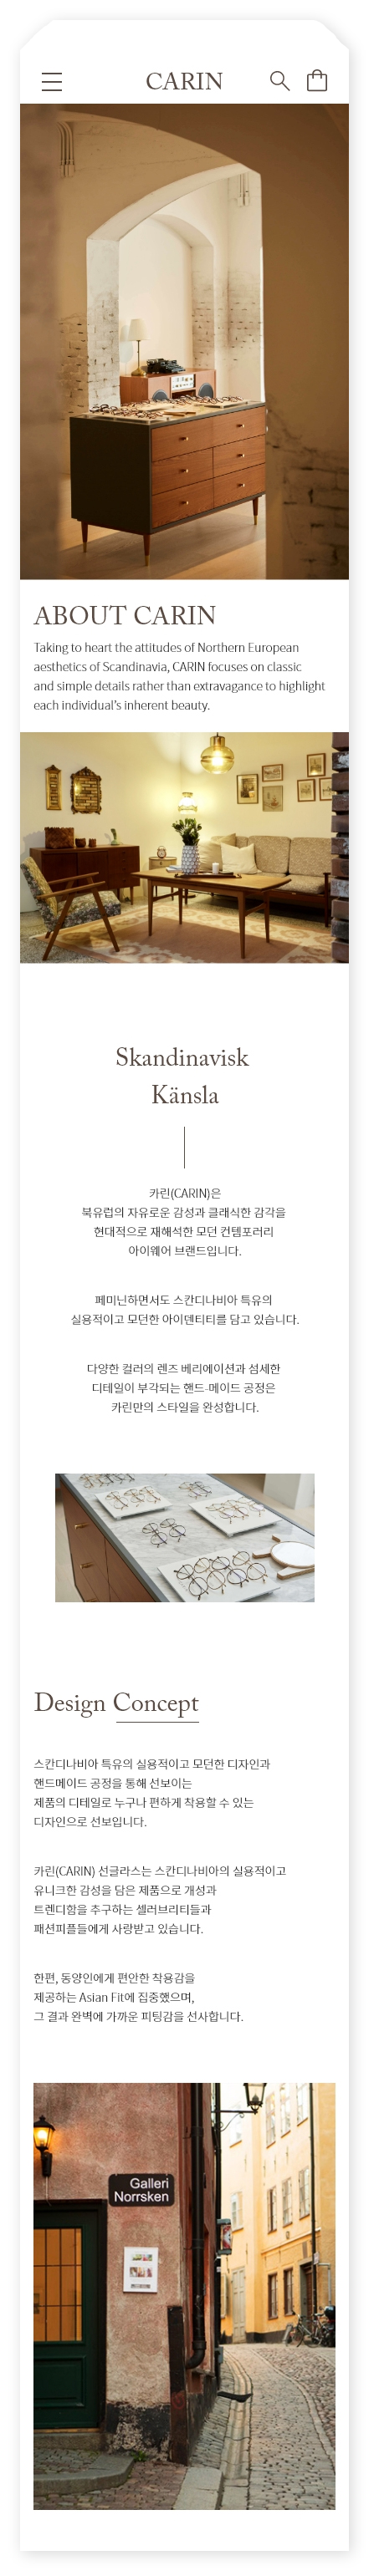 CARIN
ABOUT CARIN
Taking to heart the attitudes of Northern European
aesthetics of Scandinavia, CARIN focuses on classic
and simple details rather than extravagance to highlight
each individual's inherent beauty.
Skandinavisk
Känsla
카린(CARIN)은
북유럽의 자유로운 감성과 클래식한 감각을
현대적으로 재해석한 모던 컨템포러리
아이웨어 브랜드입니다.
페미닌하면서도 스칸디나비아 특유의
실용적이고 모던한 아이덴티티를 담고 있습니다.
다양한 컬러의 렌즈 베리에이션과 섬세한
디테일이 부각되는 핸드-메이드 공정은
카린만의 스타일을 완성합니다.
Design Concept
스칸디나비아 특유의 실용적이고 모던한 디자인과
핸드메이드 공정을 통해 선보이는
제품의 디테일로 누구나 편하게 착용할 수 있는
디자인으로 선보입니다.
카린(CARIN) 선글라스는 스칸디나비아의 실용적이고
유니크한 감성을 담은 제품으로 개성과
트렌디함을 추구하는 셀러브리티들과
패션피플들에게 사랑받고 있습니다.
한편, 동양인에게 편안한 착용감을
제공하는 Asian Fit에 집중했으며,
그 결과 완벽에 가까운 피팅감을 선사합니다.
Galleri
Norrsken